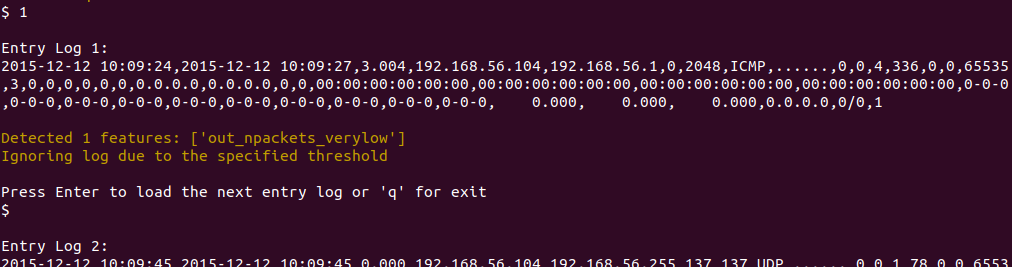 $ 1
Entry Log 1:
2015-12-12 10:09:24,2015-12-12 10:09:27,3.004,192.168.56.104,192.168.56.1,0,2048,ICMP,......,0,0,4,336,0,0,65535
,3,0,0,0,0,0,0,0.0.0.0,0.0.0.0,0,0,00:00:00:00:00:00,00:00:00:00:00:00,00:00:00:00:00:00,00:00:00:00:00:00,0-0-0
,0-0-0,0-0-0,0-0-0,0-0-0,0-0-0,0-0-0,0-0-0,0-0-0,0-0-0,    0.000,    0.000,    0.000,0.0.0.0,0/0,1
Detected 1 features: ['out_npackets_verylow']
Ignoring log due to the specified threshold
Press Enter to load the next entry log or 'q' for exit
$
Entry Log 2:
2015-12-12 10:09:45,2015-12-12 10:09:45,0.000,192.168.56.104,192.168.56.255,137,137,UDP,......,0,0,1,78,0,0,6553